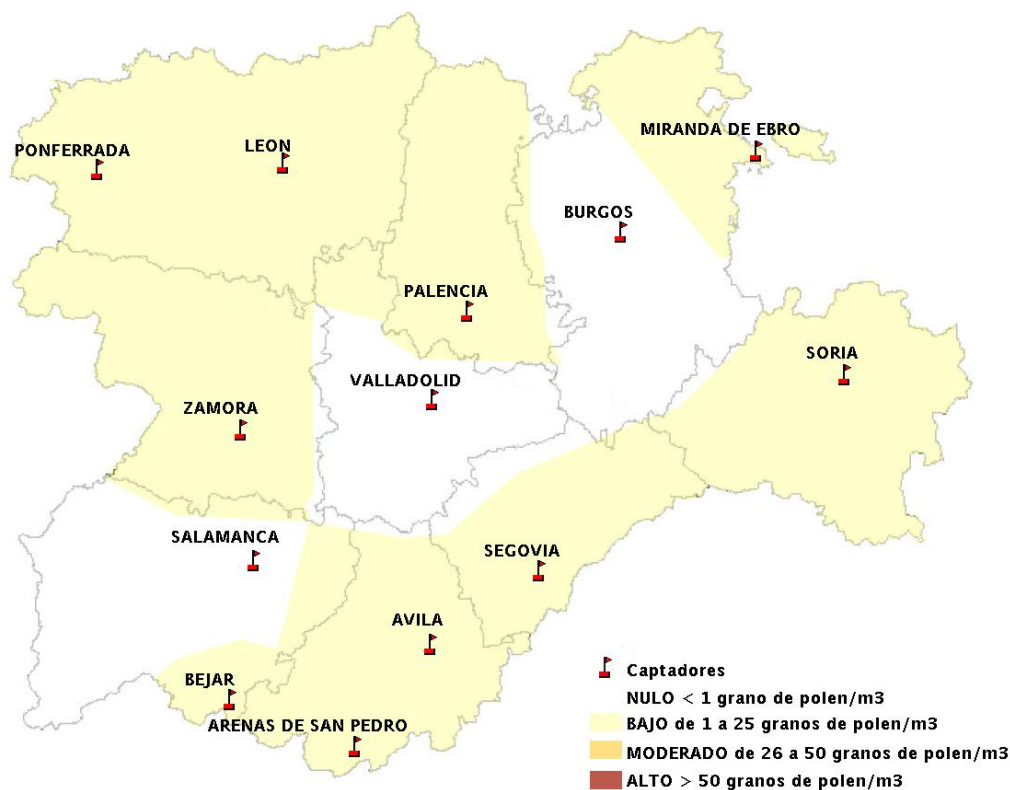 MIRANDA DE EBRO
PONFERRADA
LEON
BURGOS
PALENCIA
SORIA
VALLADOLID
ZAMORA
SALAMANCA
SEGOVIA
AVILA
BEJAR
ARENAS DE SAN PEDRO
Captadores
NULO < 1 grano de polen/m3
BAJO de 1 a 25 granos de polen/m3
MODERADO de 26 a 50 granos de polen/m3
ALTO > 50 granos de polen/m3